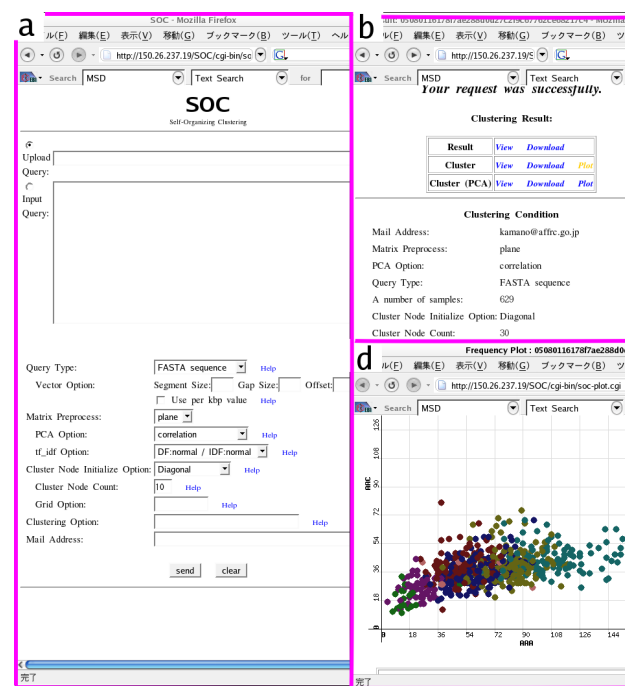 a
SOC - Mozilla Firefox
ル(F) 編集(E) 表示(V) 移動(G) ブックマーク(B) ツール(T) ヘル
http://150.26.237.19/SOC/cgi-bin/so
G
Search MSD Text Search for
SOC
Self-Organizing Clustering
Upload
Query:
Input
Query:
Query Type: FASTA sequence Help
Vector Option: Segment Size: Gap Size: Offset:
Use per kbp value Help
Matrix Preprocess: plane
PCA Option: correlation Help
tf_idf Option: DF:normal / IDF:normal Help
Cluster Node Initialize Option: Diagonal Help
Cluster Node Count: 10 Help
Grid Option: Help
Clustering Option: Help
Mail Address:
send clear
完了
b
ル(F) 編集(E) 表示(V) 移動(G) ブックマーク(B) ツ
http://150.26.237.19/S
G
Search MSD Text Search
Your request was successfully.
Clustering Result:
Result View Download
Cluster View Download Plot
Cluster (PCA) View Download Plot
Clustering Condition
Mail Address: kamano@affrc.go.jp
Matrix Preprocess: plane
PCA Option: correlation
Query Type: FASTA sequence
A number of samples: 629
Cluster Node Initialize Option: Diagonal
Cluster Node Count: 30
d
Frequency Plot : 05080116178f7ae288d0
ル(F) 編集(E) 表示(V) 移動(G) ブックマーク(B) ツ
http://150.26.237.19/SOC/cgi-bin/soc-plot.cgi
Search MSD Text Search
126
108
90
AAC
72
54
36
18
0
0 18 36 54 72 90 108 126 144
AAA
完了